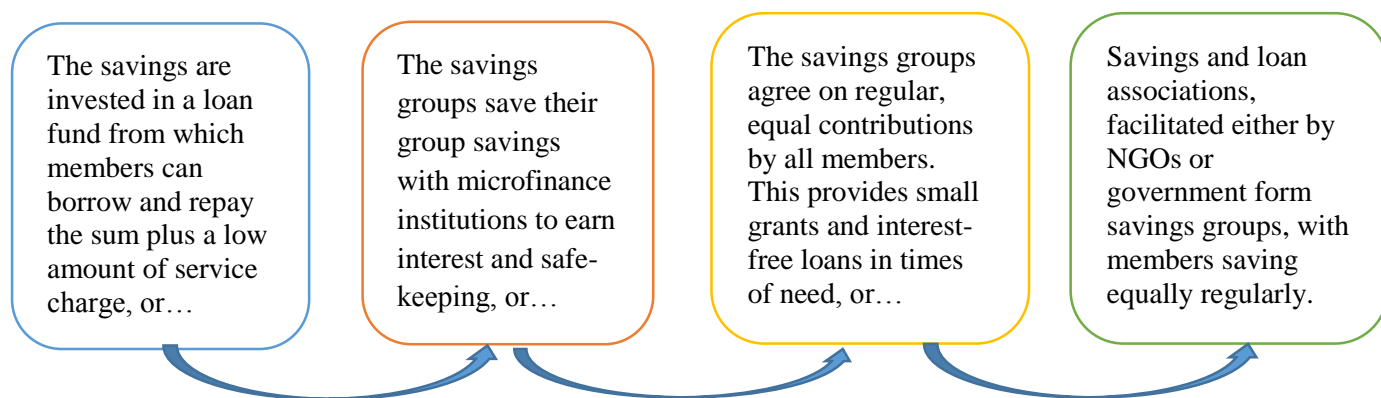 The savings are
invested in a loan
fund from which
members can
borrow and repay
the sum plus a low
amount of service
charge, or…
The savings
groups save their
group savings
with microfinance
institutions to earn
interest and safe-
keeping, or…
The savings groups
agree on regular,
equal contributions
by all members.
This provides small
grants and interest-
free loans in times
of need, or…
Savings and loan
associations,
facilitated either by
NGOs or
government form
savings groups, with
members saving
equally regularly.